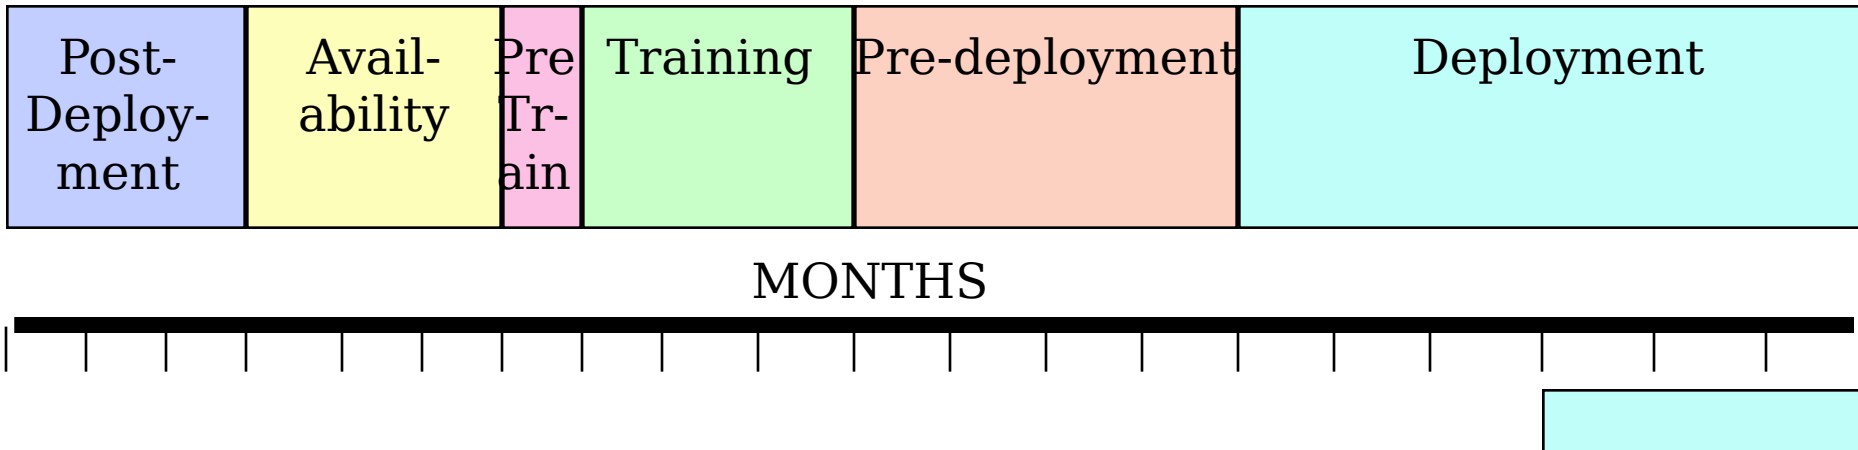 Post-
Deploy-
ment
Avail-
ability
Pre
Tr-
ain
Training
Pre-deployment
Deployment
MONTHS